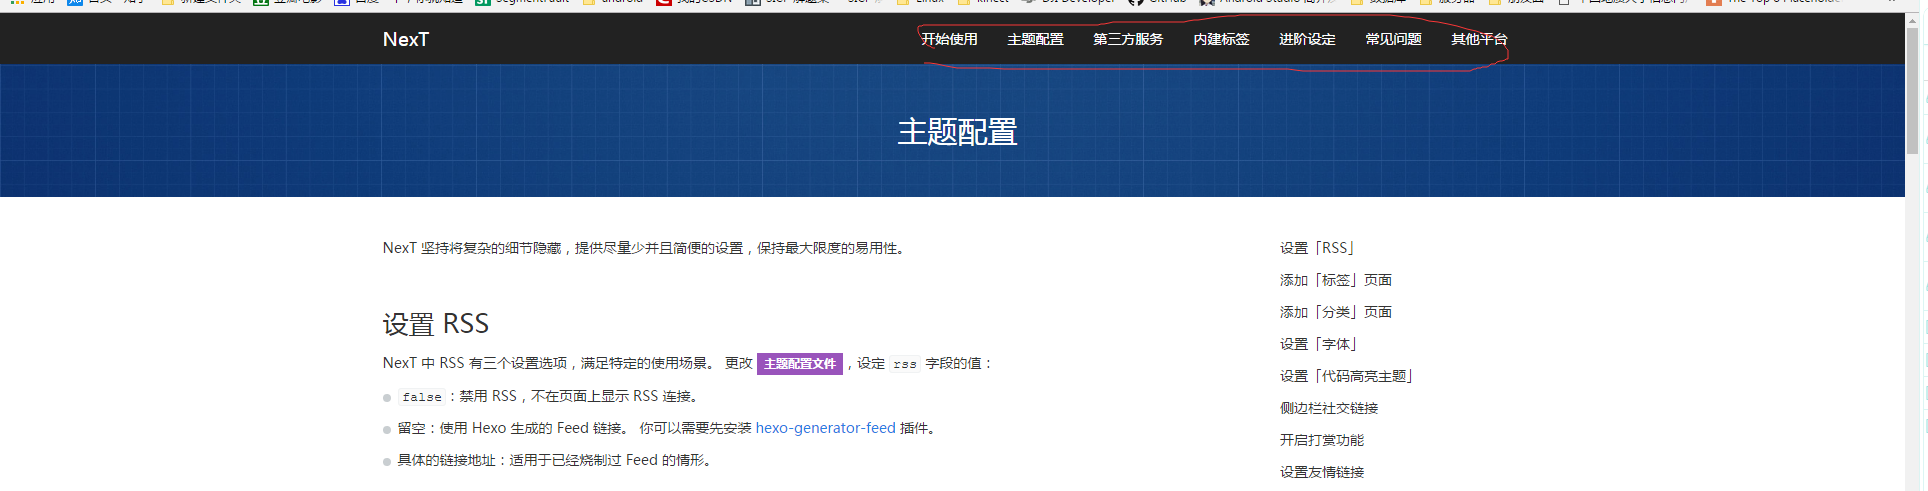 NexT 开始使用 主题配置 第三方服务 内建标签 进阶设定 常见问题 其他平台
主题配置
NexT 坚持将复杂的细节隐藏，提供尽量少并且简便的设置，保持最大限度的易用性。
设置 RSS
NexT 中 RSS 有三个设置选项，满足特定的使用场景。 更改 主题配置文件，设定 rss 字段的值：
false：禁用 RSS，不在页面上显示 RSS 连接。
留空：使用 Hexo 生成的 Feed 链接。 你可以需要先安装 hexo-generator-feed 插件。
具体的链接地址：适用于已经烧制过 Feed 的情形。
设置「RSS」
添加「标签」页面
添加「分类」页面
设置「字体」
设置「代码高亮主题」
侧边栏社交链接
开启打赏功能
设置友情链接